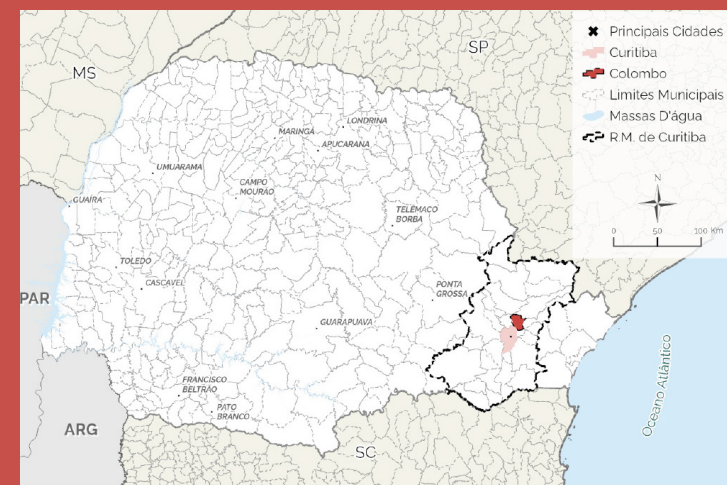 SP
MS
Principais Cidades
Curitiba
Colombo
Limites Municipais
Massas D'água
R.M. de Curitiba
N
0 50 100 Km
LONDRINA
MARINGÁ
APUCARANA
UMUARAMA
CAMPO
MOURÃO
GUAÍRA
TELÊMACO
BORBA
TOLEDO
CASCAVEL
PONTA
GROSSA
PAR
GUARAPUAVA
FRANCISCO
BELTRÃO
PATO
BRANCO
ARG
SC
Oceano Atlântico